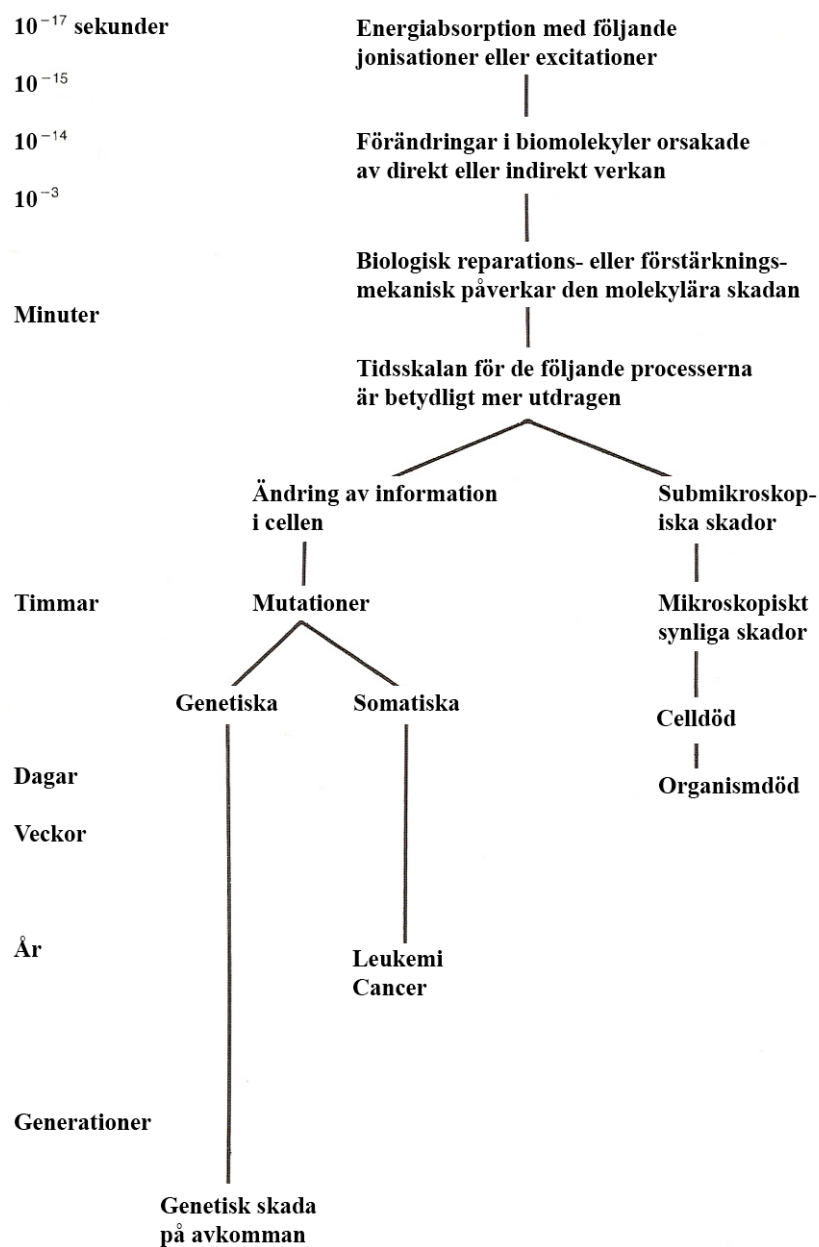 10⁻¹⁷ sekunder
Energiabsorption med följande
jonisationer eller excitationer
10⁻¹⁵
10⁻¹⁴
Förändringar i biomolekyler orsakade
av direkt eller indirekt verkan
10⁻³
Biologisk reparations- eller förstärknings-
mekanisk påverkar den molekylära skadan
Minuter
Tidsskalan för de följande processerna
är betydligt mer utdragen
Ändring av information
i cellen
Submikroskop-
iska skador
Timmar
Mutationer
Mikroskopiskt
synliga skador
Genetiska
Somatiska
Celldöd
Dagar
Organismdöd
Veckor
År
Leukemi
Cancer
Generationer
Genetisk skada
på avkomman